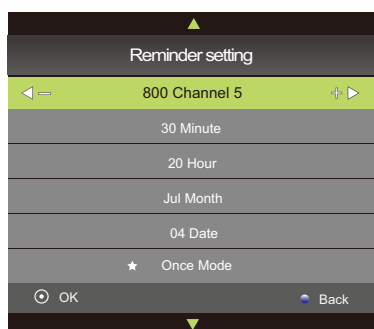 Reminder setting
800 Channel 5
30 Minute
20 Hour
Jul Month
04 Date
Once Mode
OK Back